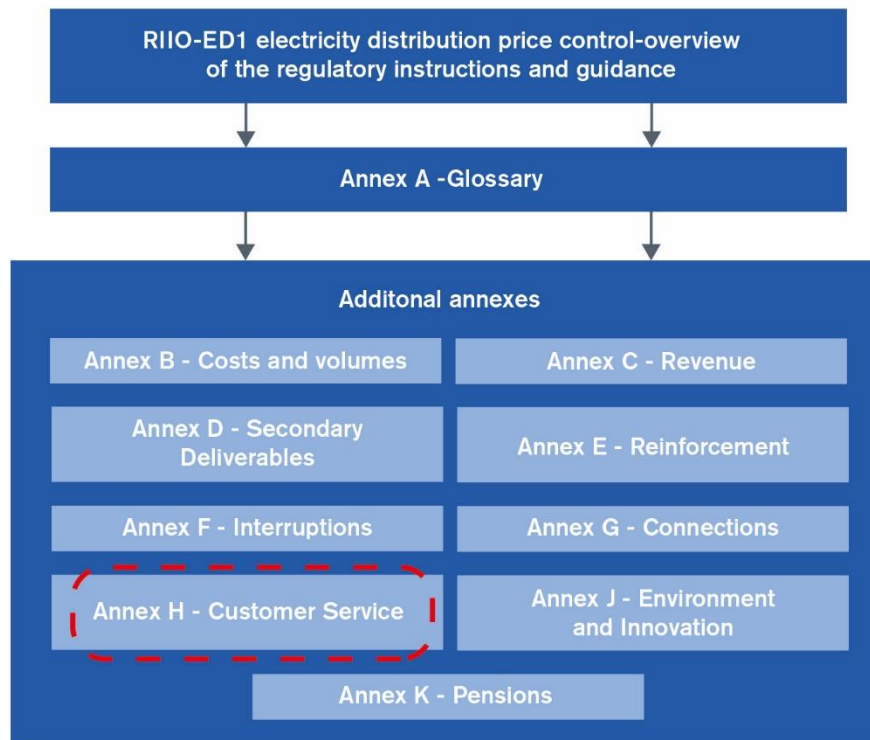 RIIO-ED1 electricity distribution price control-overview
of the regulatory instructions and guidance
Annex A -Glossary
Additonal annexes
Annex B - Costs and volumes
Annex C - Revenue
Annex D - Secondary
Deliverables
Annex E - Reinforcement
Annex F - Interruptions
Annex G - Connections
Annex H - Customer Service
Annex J - Environment
and Innovation
Annex K - Pensions